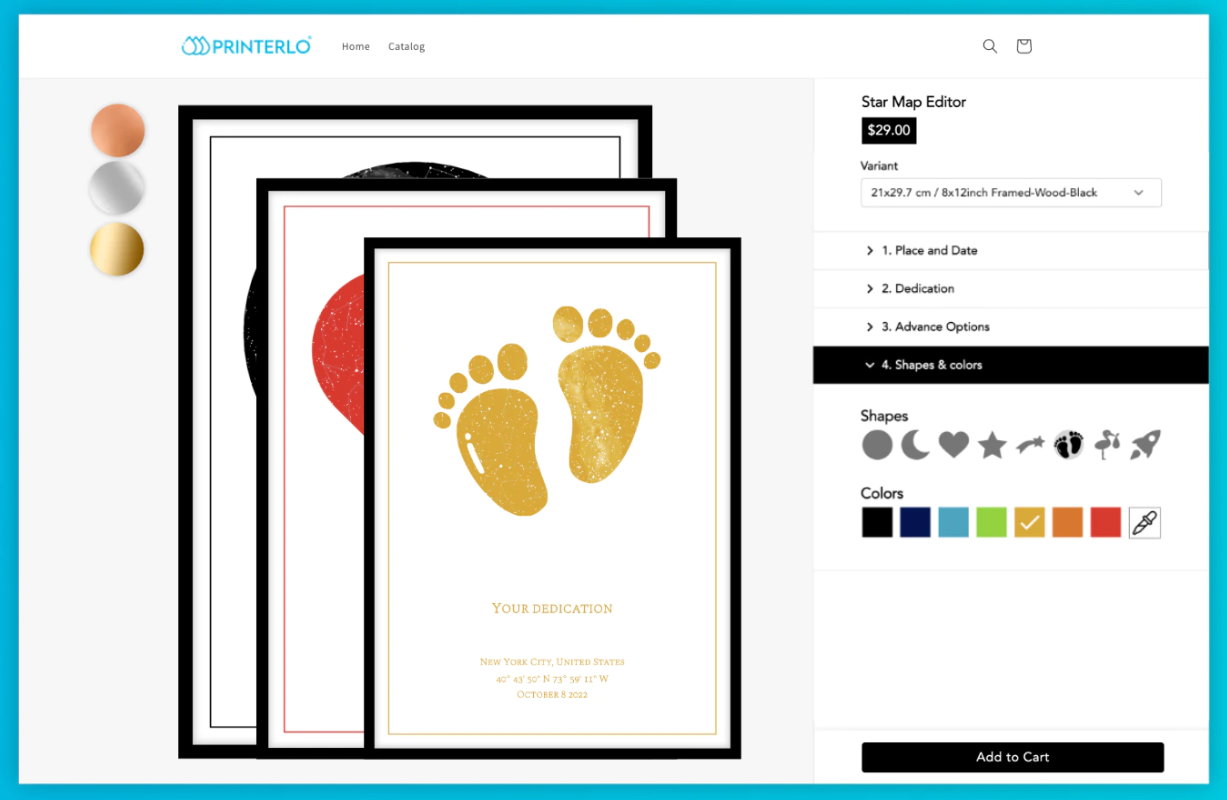 PRINTERLO
Home
Catalog
Star Map Editor
$29.00
Variant
21x29.7 cm / 8x12inch Framed-Wood-Black
1. Place and Date
2. Dedication
3. Advance Options
4. Shapes & colors
Shapes
Colors
Your dedication
New York City, United States
40° 43' 50" N 73° 59' 11" W
October 8 2022
Add to Cart